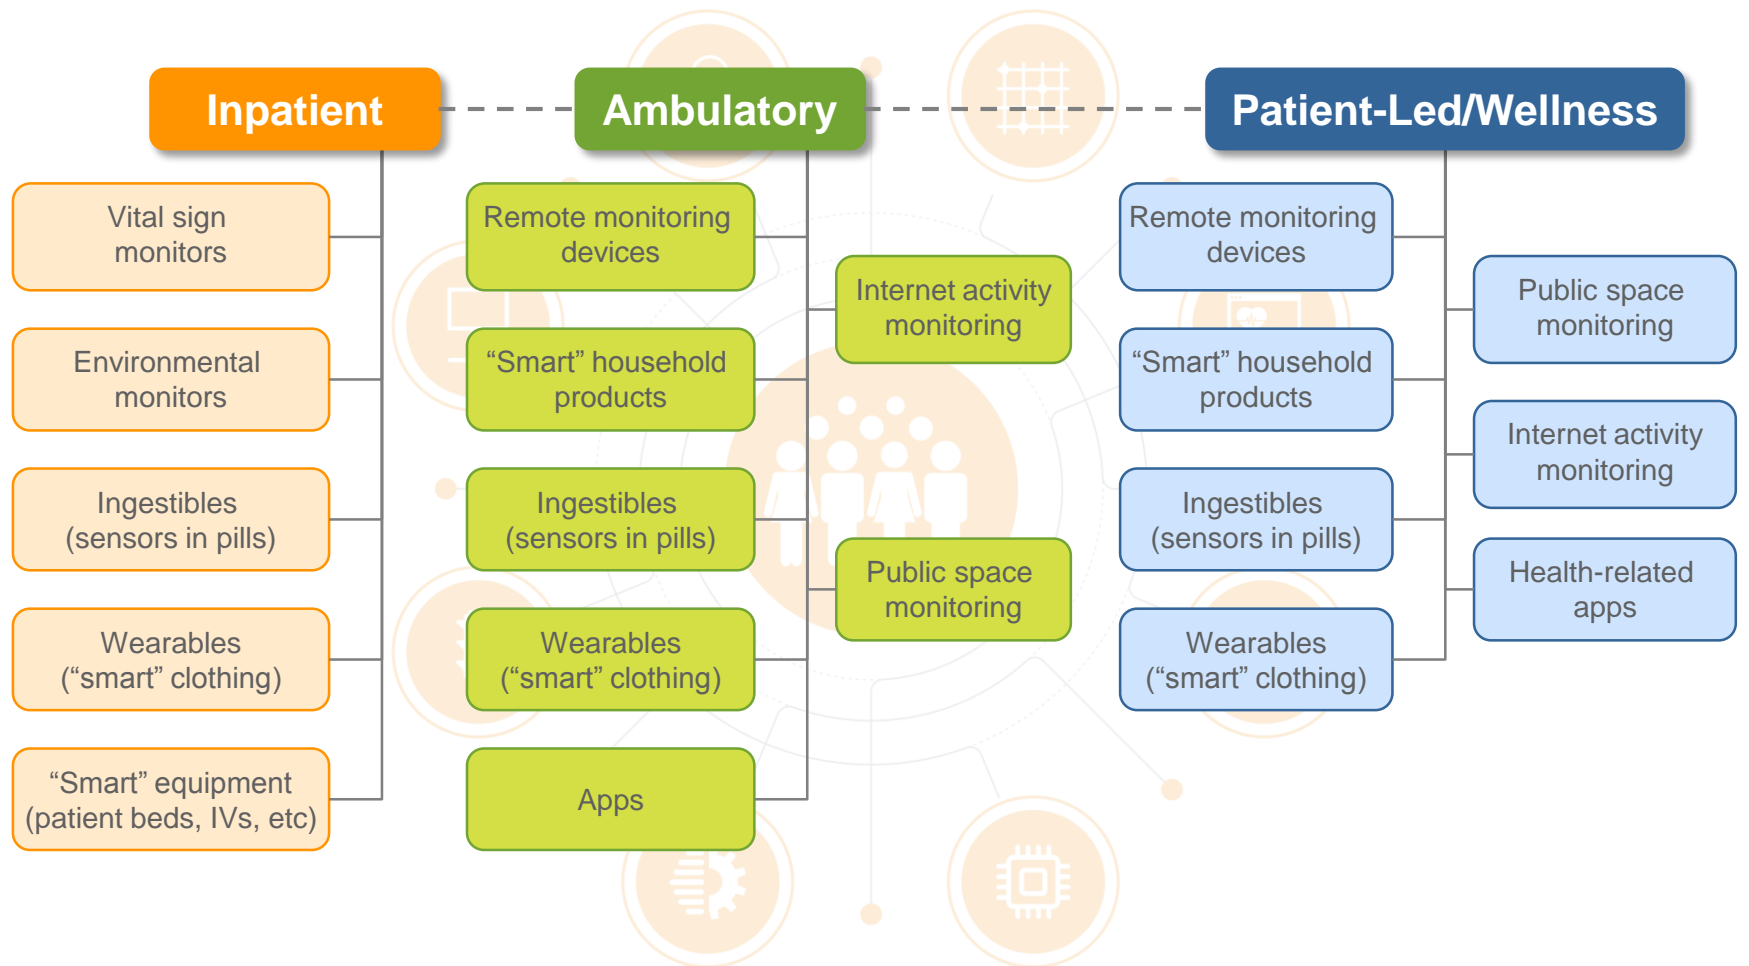 Inpatient
Vital sign
monitors
Environmental
monitors
Ingestibles
(sensors in pills)
Wearables
(“smart” clothing)
“Smart” equipment
(patient beds, IVs, etc)
Ambulatory
Remote monitoring
devices
Internet activity
monitoring
“Smart” household
products
Ingestibles
(sensors in pills)
Public space
monitoring
Wearables
(“smart” clothing)
Apps
Patient-Led/Wellness
Remote monitoring
devices
Public space
monitoring
“Smart” household
products
Internet activity
monitoring
Ingestibles
(sensors in pills)
Health-related
apps
Wearables
(“smart” clothing)